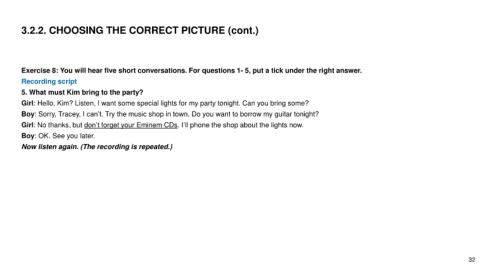 3.2.2. CHOOSING THE CORRECT PICTURE (cont.)
Exercise 8: You will hear five short conversations. For questions 1- 5, put a tick under the right answer.
Recording script
5. What must Kim bring to the party?
Girl: Hello, Kim? Listen, I want some special lights for my party tonight. Can you bring some?
Boy: Sorry, Tracey, I can't. Try the music shop in town. Do you want to borrow my guitar tonight?
Girl: No thanks, but don't forget your Eminem CDs. I'll phone the shop about the lights now.
Boy: OK. See you later.
Now listen again. (The recording is repeated.)
32